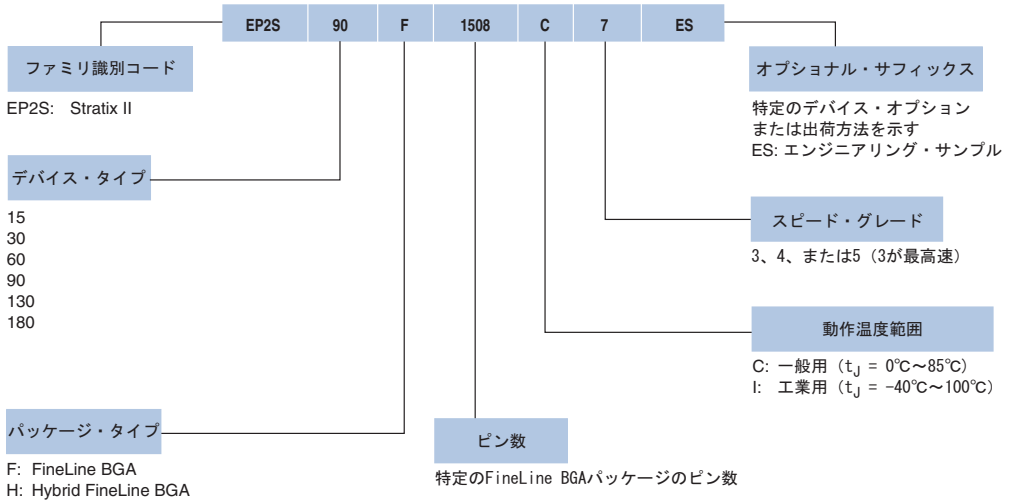 EP2S 90 F 1508 C 7 ES
ファミリ識別コード
EP2S: Stratix II
デバイス・タイプ
15
30
60
90
130
180
パッケージ・タイプ
F: FineLine BGA
H: Hybrid FineLine BGA
ピン数
特定のFineLine BGAパッケージのピン数
オプショナル・サフィックス
特定のデバイス・オプション
または出荷方法を示す
ES: エンジニアリング・サンプル
スピード・グレード
3、4、または5（3が最高速）
動作温度範囲
C: 一般用（tJ = 0℃～85℃）
I: 工業用（tJ = -40℃～100℃）